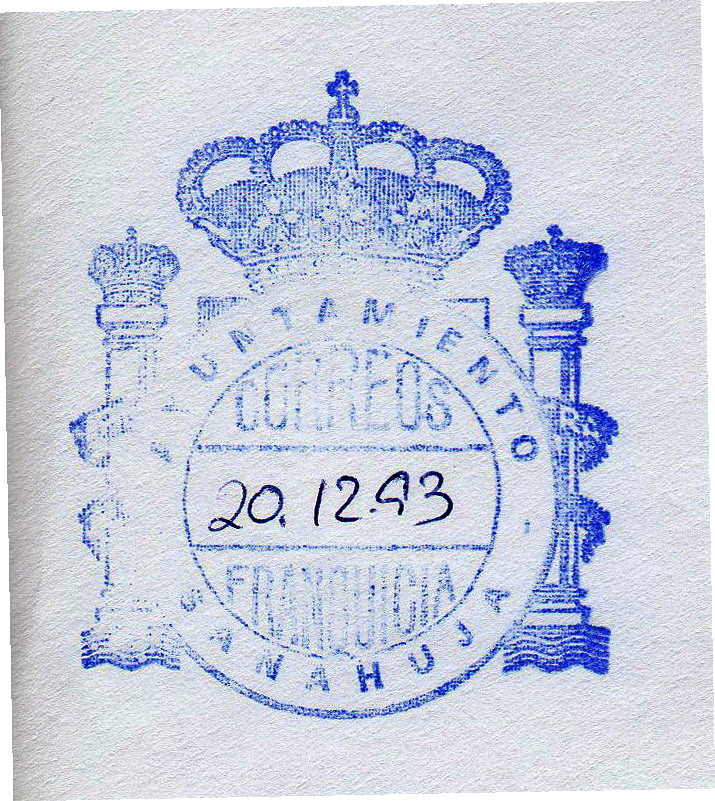 AYUNTAMIENTO
CORREOS
20.12.93
FRANQUICIA
SANAHUJA